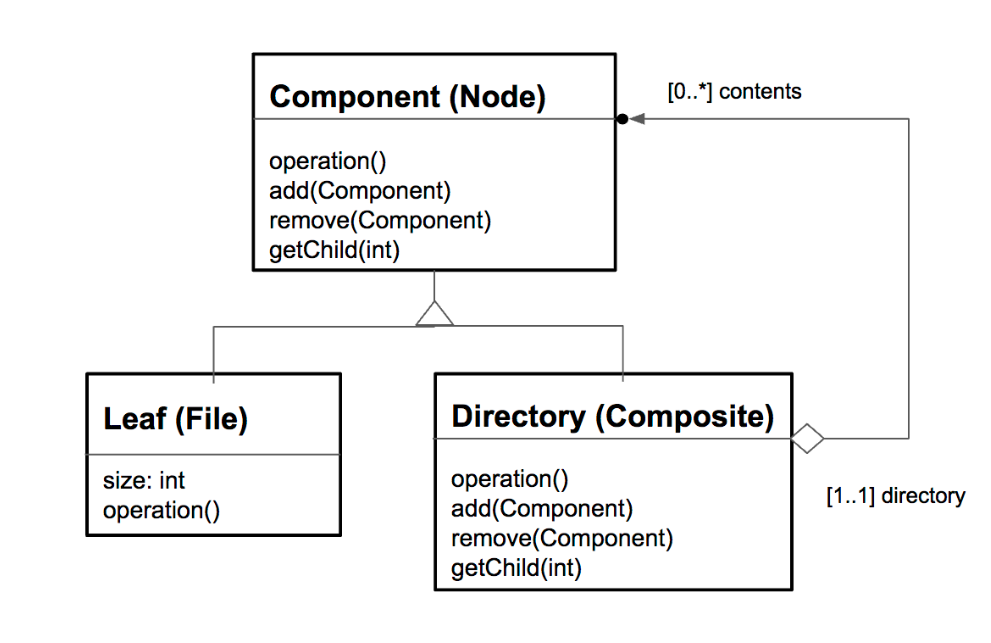 Component (Node)
[0..*] contents
operation()
add(Component)
remove(Component)
getChild(int)
Leaf (File)
size: int
operation()
Directory (Composite)
operation()
add(Component)
remove(Component)
getChild(int)
[1..1] directory